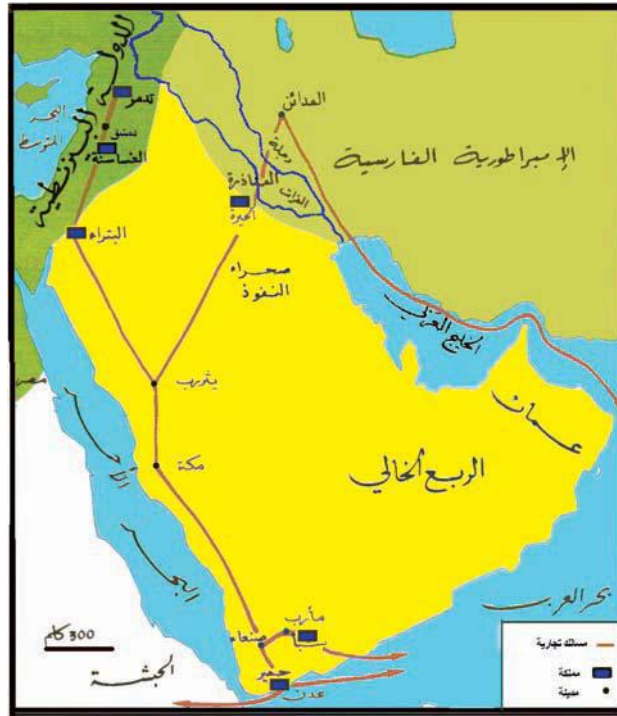 الدولة البيزنطية
البحر
المتوسط
تدمر
دمشق
الغساسنة
البتراء
المدائن
الإمبراطورية الفارسية
دجلة
الفرات
المناذرة
الحيرة
صحراء
النفوذ
الخليج العربي
مصر
يثرب
مكة
عمان
الربع الخالي
البحر الأحمر
بحر العرب
مأرب
سبأ
صنعاء
حمير
عدن
الحبشة
300 كلم
مسالك تجارية
مملكة
مدينة